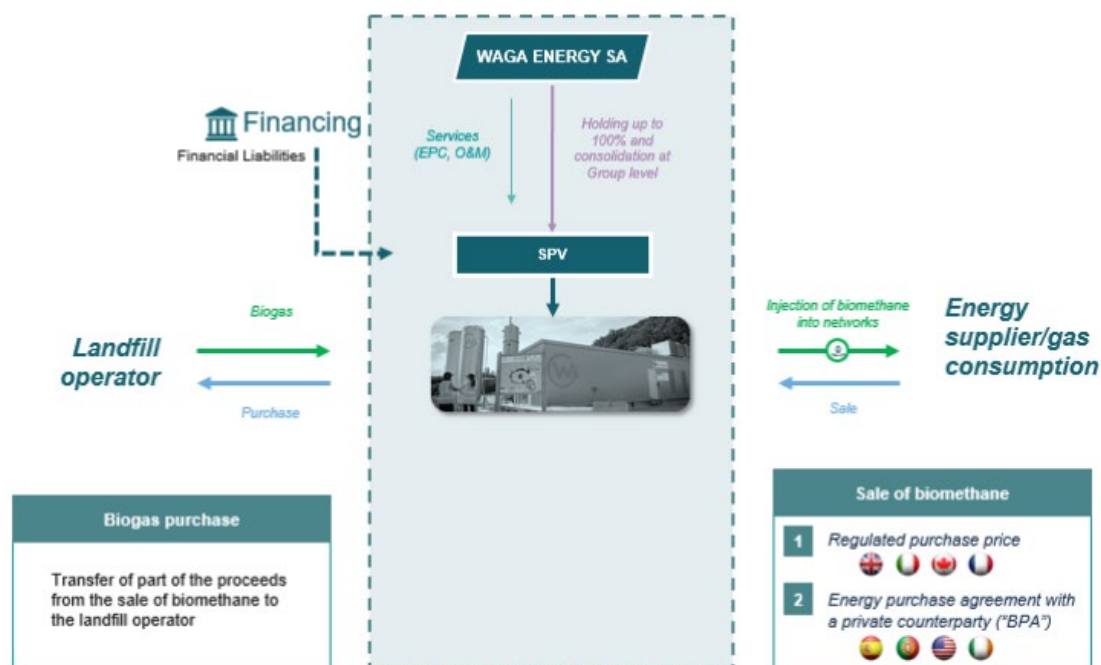 WAGA ENERGY SA
Financing
Financial Liabilities
Services
(EPC, O&M)
Holding up to
100% and
consolidation at
Group level
SPV
Landfill
operator
Biogas
Purchase
Injection of biomethane
into networks
Sale
Energy
supplier/gas
consumption
Biogas purchase
Transfer of part of the proceeds
from the sale of biomethane to
the landfill operator
Sale of biomethane
1 Regulated purchase price
2 Energy purchase agreement with
a private counterparty ("BPA")